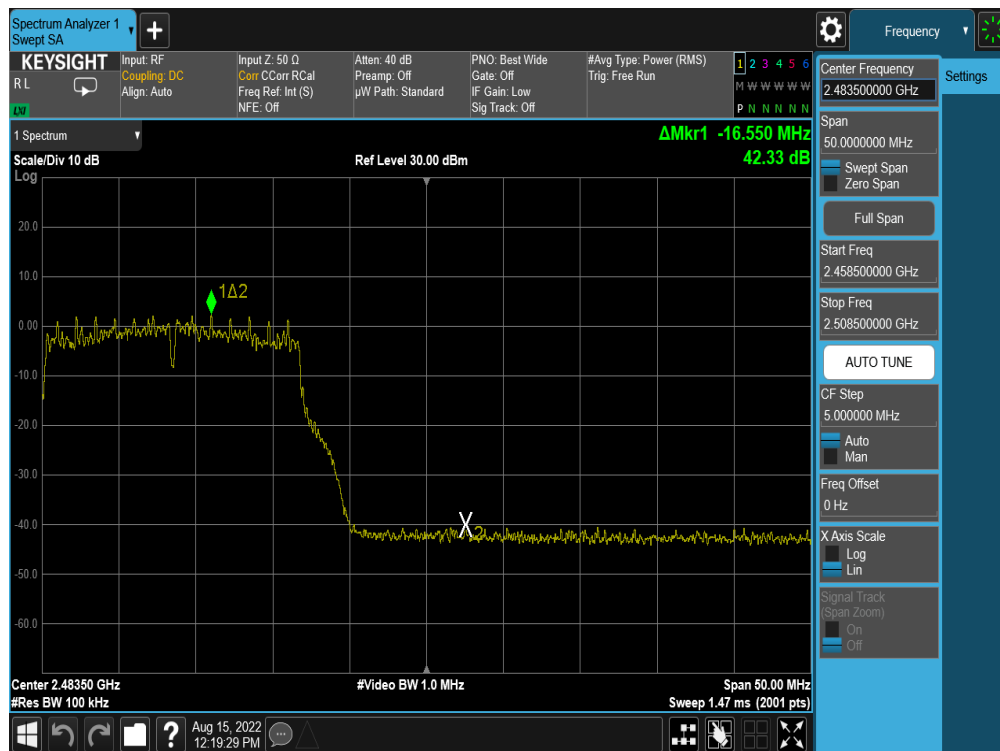 Spectrum Analyzer 1
Swept SA
Frequency
KEYSIGHT
R L
LXI
Input: RF
Coupling: DC
Align: Auto
Input Z: 50 Ω
Corr CCorr RCal
Freq Ref: Int (S)
NFE: Off
Atten: 40 dB
Preamp: Off
µW Path: Standard
PNO: Best Wide
Gate: Off
IF Gain: Low
Sig Track: Off
#Avg Type: Power (RMS)
Trig: Free Run
1 2 3 4 5 6
M W W W W W
P N N N N N
1 Spectrum
ΔMkr1 -16.550 MHz
42.33 dB
Scale/Div 10 dB
Ref Level 30.00 dBm
Log
20.0
10.0
0.00
-10.0
-20.0
-30.0
-40.0
-50.0
-60.0
1Δ2
X2
Center 2.48350 GHz
#Video BW 1.0 MHz
Span 50.00 MHz
#Res BW 100 kHz
Sweep 1.47 ms (2001 pts)
Center Frequency
2.483500000 GHz
Settings
Span
50.0000000 MHz
Swept Span
Zero Span
Full Span
Start Freq
2.458500000 GHz
Stop Freq
2.508500000 GHz
AUTO TUNE
CF Step
5.000000 MHz
Auto
Man
Freq Offset
0 Hz
X Axis Scale
Log
Lin
Signal Track
(Span Zoom)
On
Off
?
Aug 15, 2022
12:19:29 PM